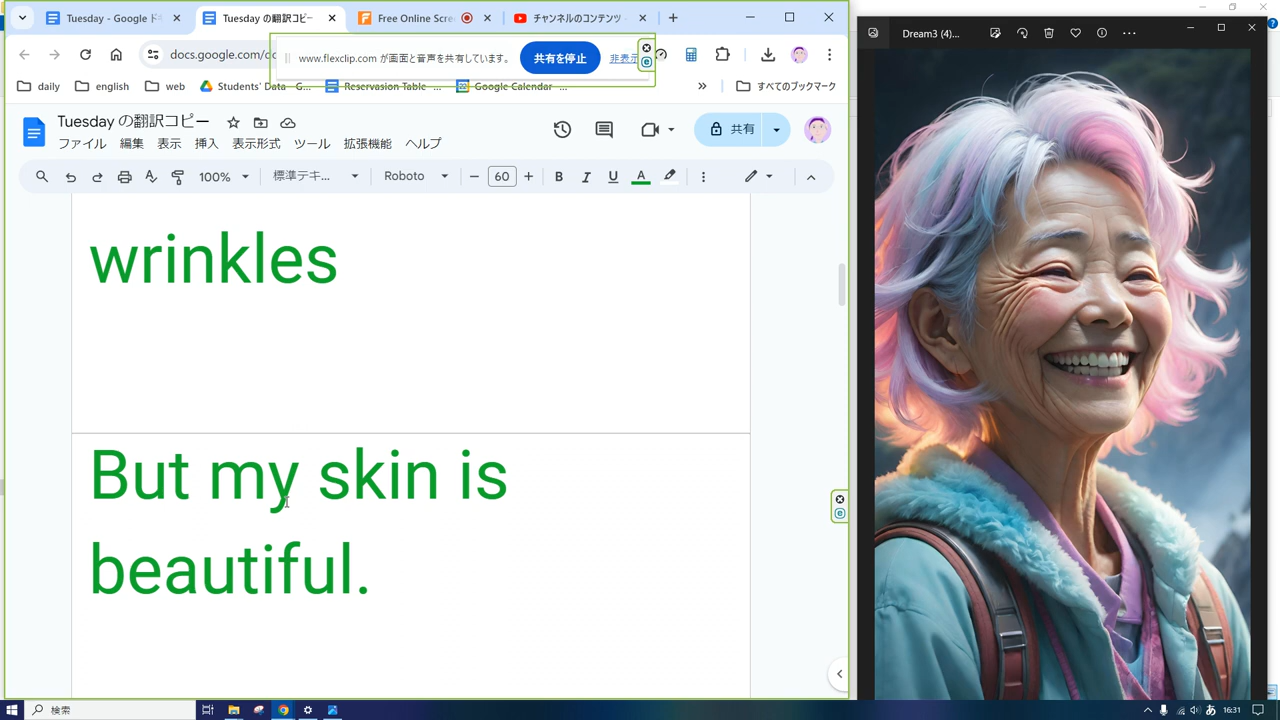 Tuesday - Google ド
Tuesday の翻訳コピー
Free Online Scre
チャンネルのコンテンツ -
docs.google.com/dc
www.flexclip.com が画面と音声を共有しています。
共有を停止
非表示
daily
english
web
Students' Data - G...
Reservasion Table - ...
Google Calendar - ...
»
すべてのブックマーク
Tuesday の翻訳コピー
ファイル 編集 表示 挿入 表示形式 ツール 拡張機能 ヘルプ
共有
100%
標準テキ...
Roboto
60
B I U A
wrinkles
But my skin is
beautiful.
Dream3 (4)...
検索
あ
16:31